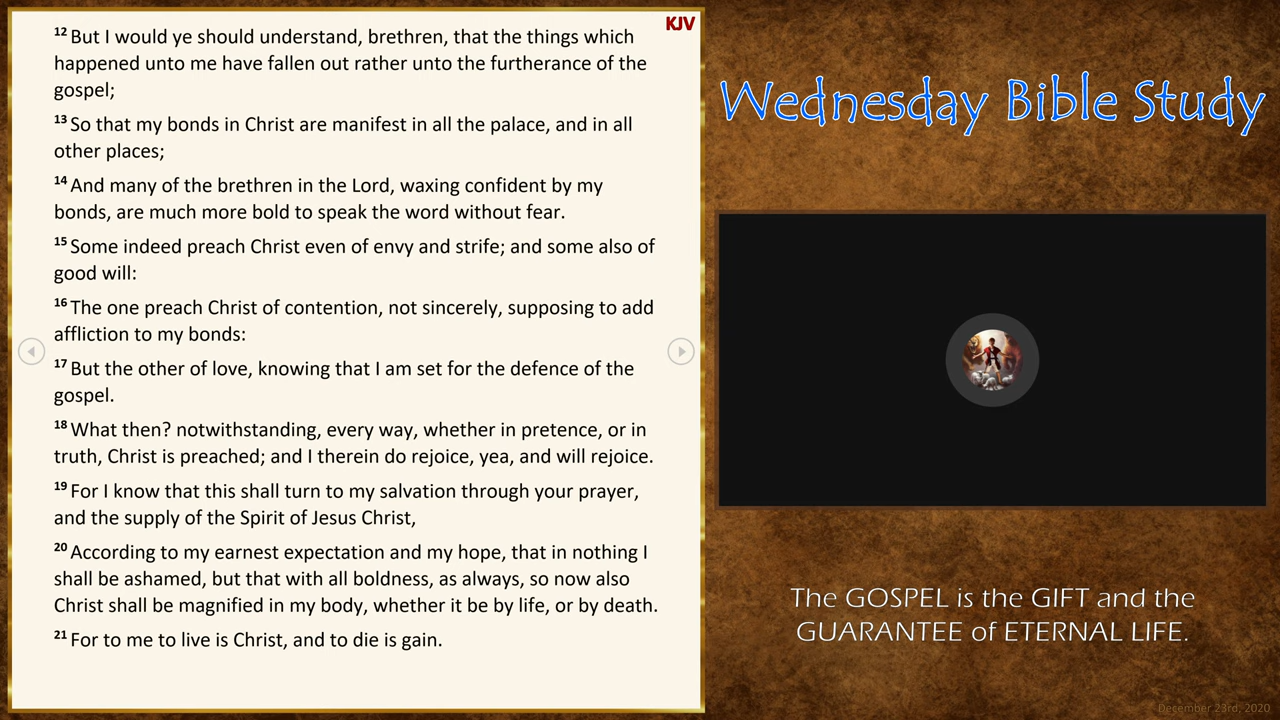 KJV
12 But I would ye should understand, brethren, that the things which
happened unto me have fallen out rather unto the furtherance of the
gospel;
13 So that my bonds in Christ are manifest in all the palace, and in all
other places;
14 And many of the brethren in the Lord, waxing confident by my
bonds, are much more bold to speak the word without fear.
15 Some indeed preach Christ even of envy and strife; and some also of
good will:
16 The one preach Christ of contention, not sincerely, supposing to add
affliction to my bonds:
17 But the other of love, knowing that I am set for the defence of the
gospel.
18 What then? notwithstanding, every way, whether in pretence, or in
truth, Christ is preached; and I therein do rejoice, yea, and will rejoice.
19 For I know that this shall turn to my salvation through your prayer,
and the supply of the Spirit of Jesus Christ,
20 According to my earnest expectation and my hope, that in nothing I
shall be ashamed, but that with all boldness, as always, so now also
Christ shall be magnified in my body, whether it be by life, or by death.
21 For to me to live is Christ, and to die is gain.
Wednesday Bible Study
The GOSPEL is the GIFT and the
GUARANTEE of ETERNAL LIFE.
December 23rd, 2020